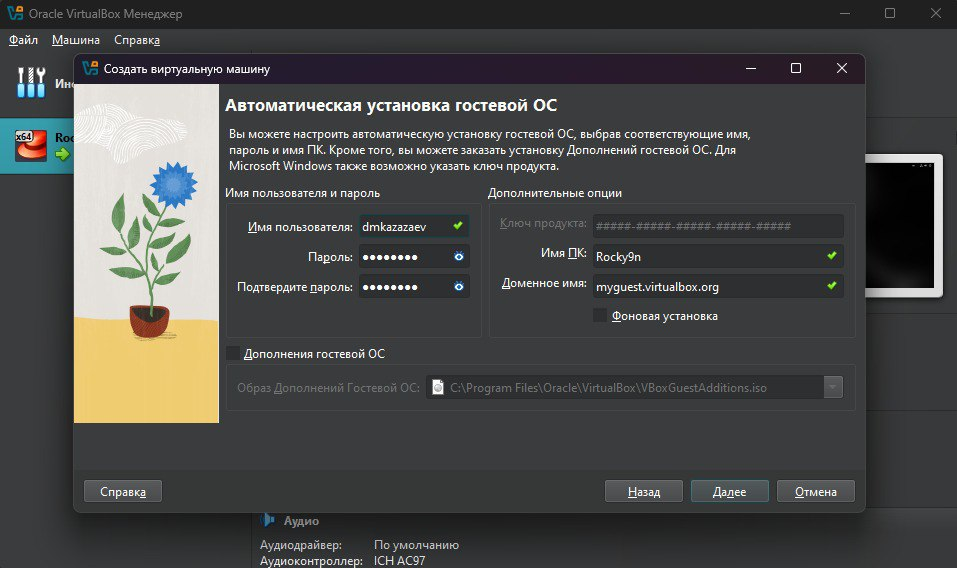 Oracle VirtualBox Менеджер
Файл Машина Справка
Создать виртуальную машину
x64
Автоматическая установка гостевой ОС
Вы можете настроить автоматическую установку гостевой ОС, выбрав соответствующие имя,
пароль и имя ПК. Кроме того, вы можете заказать установку Дополнений гостевой ОС. Для
Microsoft Windows также возможно указать ключ продукта.
Имя пользователя и пароль
Имя пользователя: dmkazazaev
Пароль: ●●●●●●●●
Подтвердите пароль: ●●●●●●●●
Дополнительные опции
Ключ продукта: #####-#####-#####-#####-#####
Имя ПК: Rocky9n
Доменное имя: myguest.virtualbox.org
Фоновая установка
Дополнения гостевой ОС
Образ Дополнений Гостевой ОС: C:\Program Files\Oracle\VirtualBox\VBoxGuestAdditions.iso
Справка Назад Далее Отмена
Аудио
Аудиодрайвер: По умолчанию
Аудиоконтроллер: ICH AC97